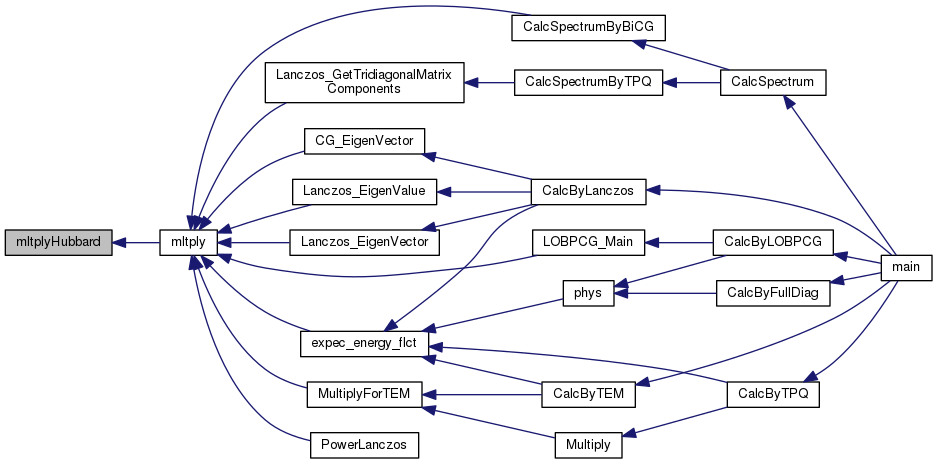 CalcSpectrumByBiCG
Lanczos_GetTridiagonalMatrix
Components
CalcSpectrumByTPQ
CalcSpectrum
CG_EigenVector
Lanczos_EigenValue
CalcByLanczos
mltplyHubbard
mltply
Lanczos_EigenVector
LOBPCG_Main
CalcByLOBPCG
main
phys
CalcByFullDiag
expec_energy_flct
MultiplyForTEM
CalcByTEM
CalcByTPQ
PowerLanczos
Multiply